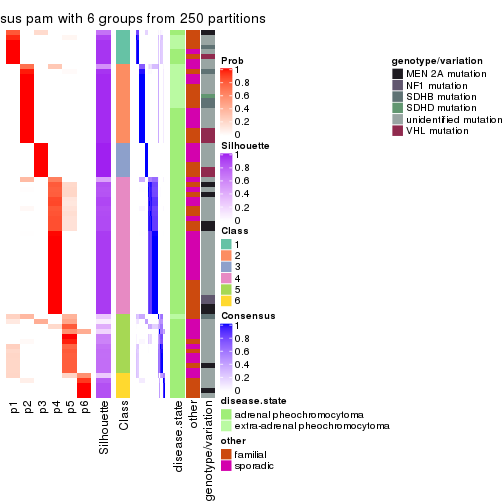 sus pam with 6 groups from 250 partitions
Prob
1
0.8
0.6
0.4
0.2
0
Silhouette
1
0.8
0.6
0.4
0.2
0
Class
1
2
3
4
5
6
Consensus
1
0.8
0.6
0.4
0.2
0
disease.state
adrenal pheochromocytoma
extra-adrenal pheochromocytoma
other
familial
sporadic
genotype/variation
MEN 2A mutation
NF1 mutation
SDHB mutation
SDHD mutation
unidentified mutation
VHL mutation
p1
p2
p3
p4
p5
p6
Silhouette
Class
disease.state
other
genotype/variation